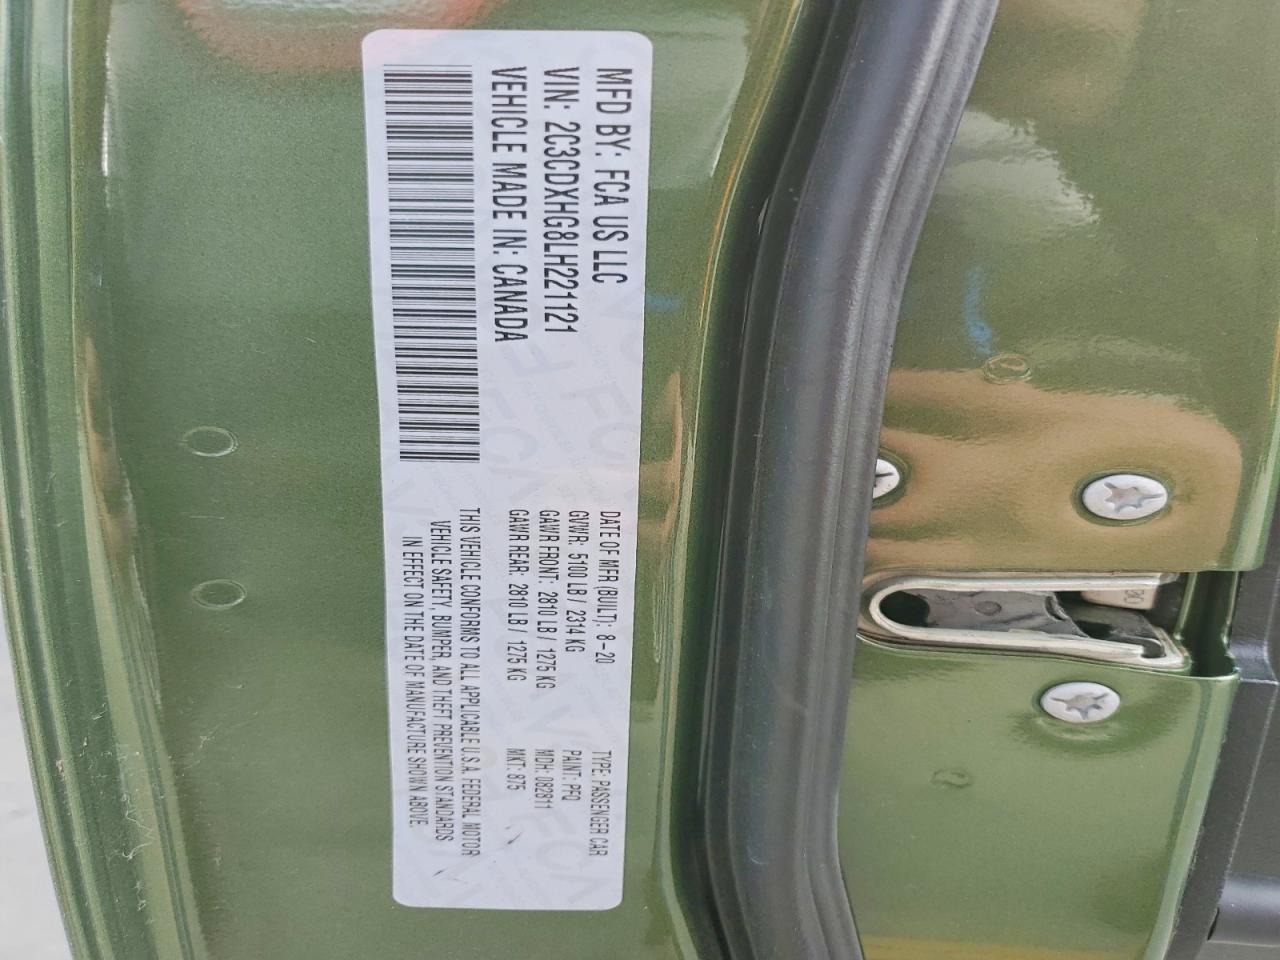 MFD BY: FCA US LLC
VIN: 2C3CDXHG8LH221121
VEHICLE MADE IN: CANADA
DATE OF MFR (BUILT): 8-20
GVWR: 5100 LB / 2314 KG
GAWR FRONT: 2810 LB / 1275 KG
GAWR REAR: 2810 LB / 1275 KG
TYPE: PASSENGER CAR
PAINT: PFQ
MDH: 082811
MKT: 875
THIS VEHICLE CONFORMS TO ALL APPLICABLE U.S.A. FEDERAL MOTOR
VEHICLE SAFETY, BUMPER, AND THEFT PREVENTION STANDARDS
IN EFFECT ON THE DATE OF MANUFACTURE SHOWN ABOVE.